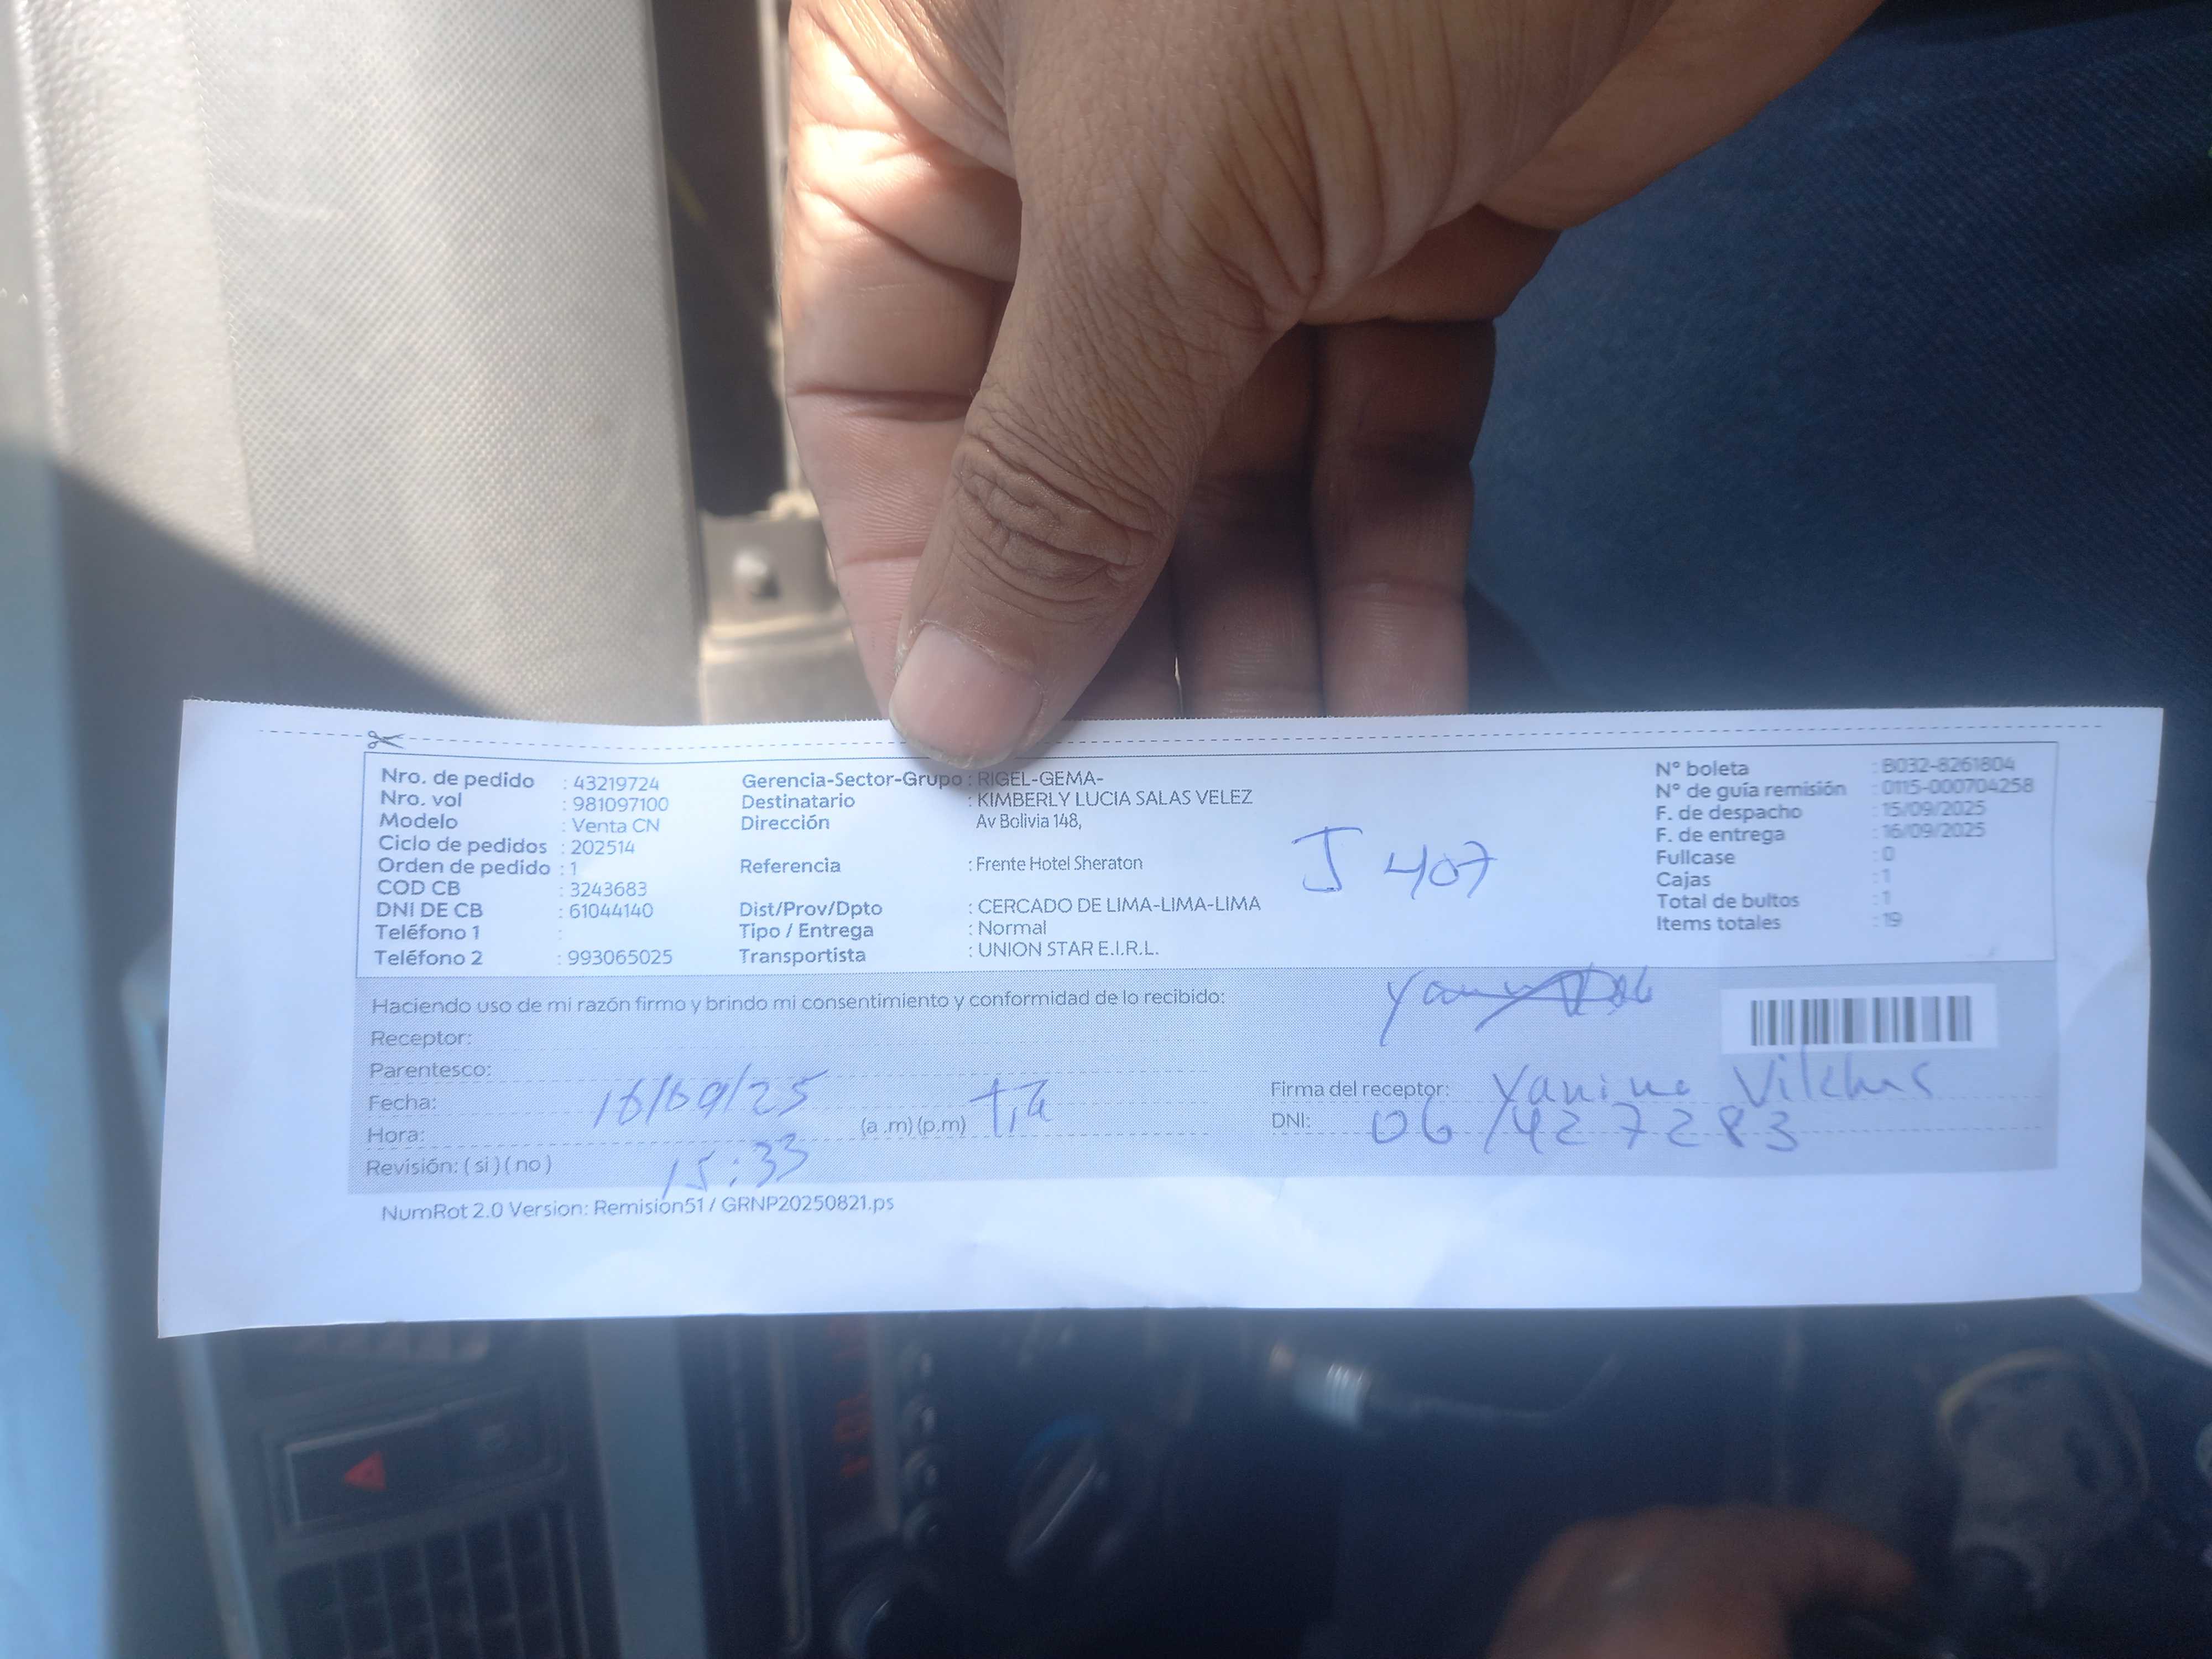 Nro. de pedido : 43219724
Nro. vol : 981097100
Modelo : Venta CN
Ciclo de pedidos : 202514
Orden de pedido : 1
COD CB : 3243683
DNI DE CB : 61044140
Teléfono 1 :
Teléfono 2 : 993065025
Gerencia-Sector-Grupo : RIGEL-GEMA-
Destinatario : KIMBERLY LUCIA SALAS VELEZ
Dirección Av Bolivia 148,
Referencia : Frente Hotel Sheraton
Dist/Prov/Dpto : CERCADO DE LIMA-LIMA-LIMA
Tipo / Entrega : Normal
Transportista : UNION STAR E.I.R.L.
J 407
N° boleta : B032-8261804
N° de guía remisión : 0115-000704258
F. de despacho : 15/09/2025
F. de entrega : 16/09/2025
Fullcase : 0
Cajas : 1
Total de bultos : 1
Items totales : 19
Haciendo uso de mi razón firmo y brindo mi consentimiento y conformidad de lo recibido:
Receptor:
Parentesco:
Fecha: 16/09/25
Hora: 15:33 (a .m) (p.m) tia
Revisión: ( si ) ( no )
Firma del receptor: Yanina Vilchas
DNI: 06427283
NumRot 2.0 Version: Remision51 / GRNP20250821.ps